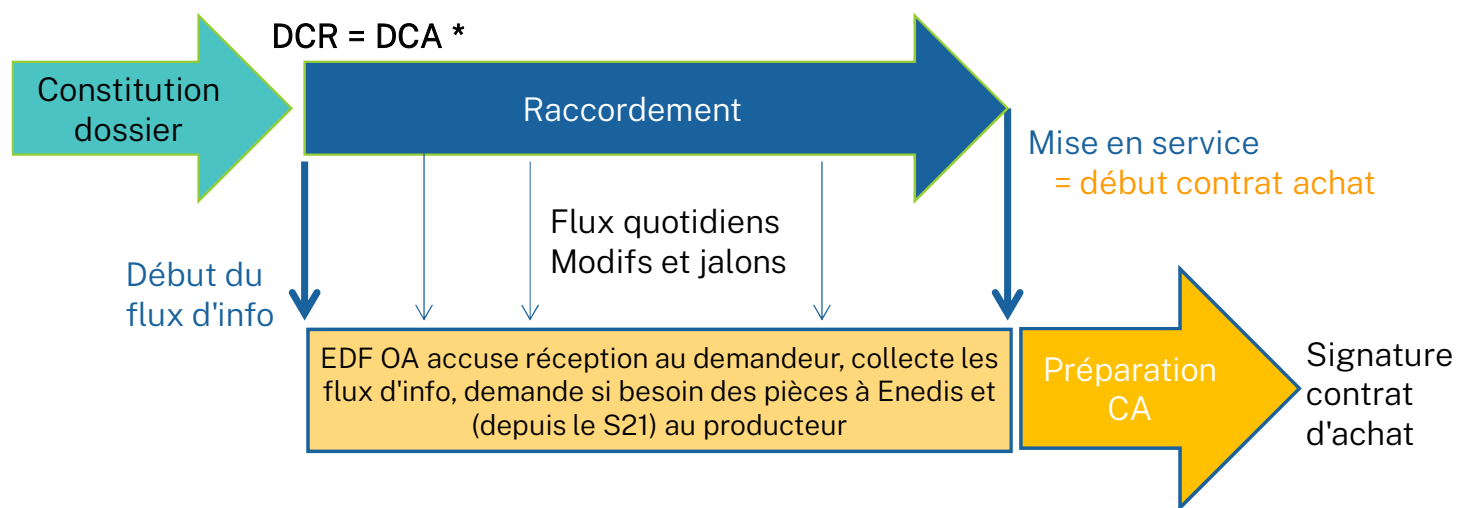 DCR = DCA *
Constitution
dossier
Raccordement
Mise en service
= début contrat achat
Flux quotidiens
Modifs et jalons
Début du
flux d'info
EDF OA accuse réception au demandeur, collecte les
flux d'info, demande si besoin des pièces à Enedis et
(depuis le S21) au producteur
Préparation
CA
Signature
contrat
d'achat